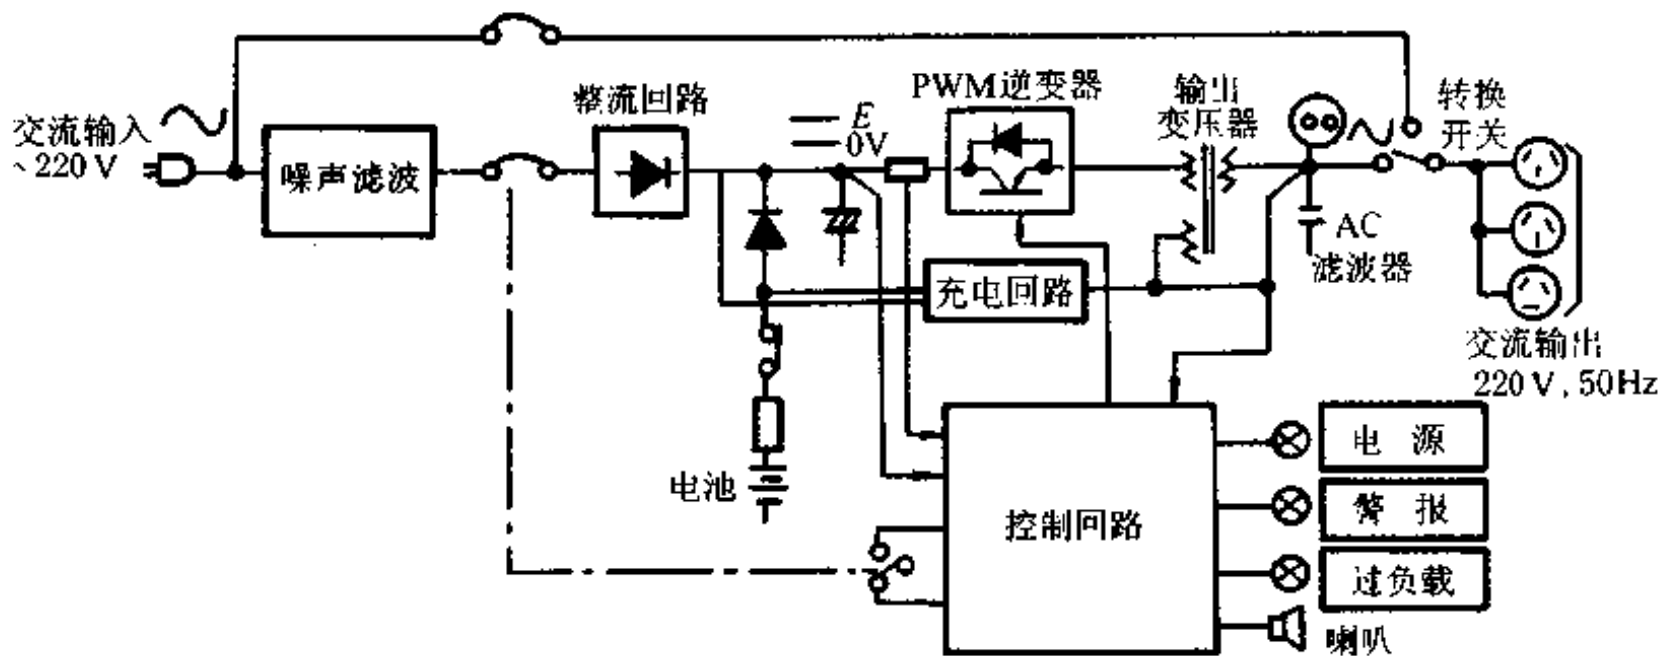 交流输入
~220 V
噪声滤波
整流回路
E
0V
PWM逆变器
输出
变压器
转换
开关
AC
滤波器
充电回路
交流输出
220 V, 50Hz
电池
控制回路
电 源
警 报
过负载
喇叭